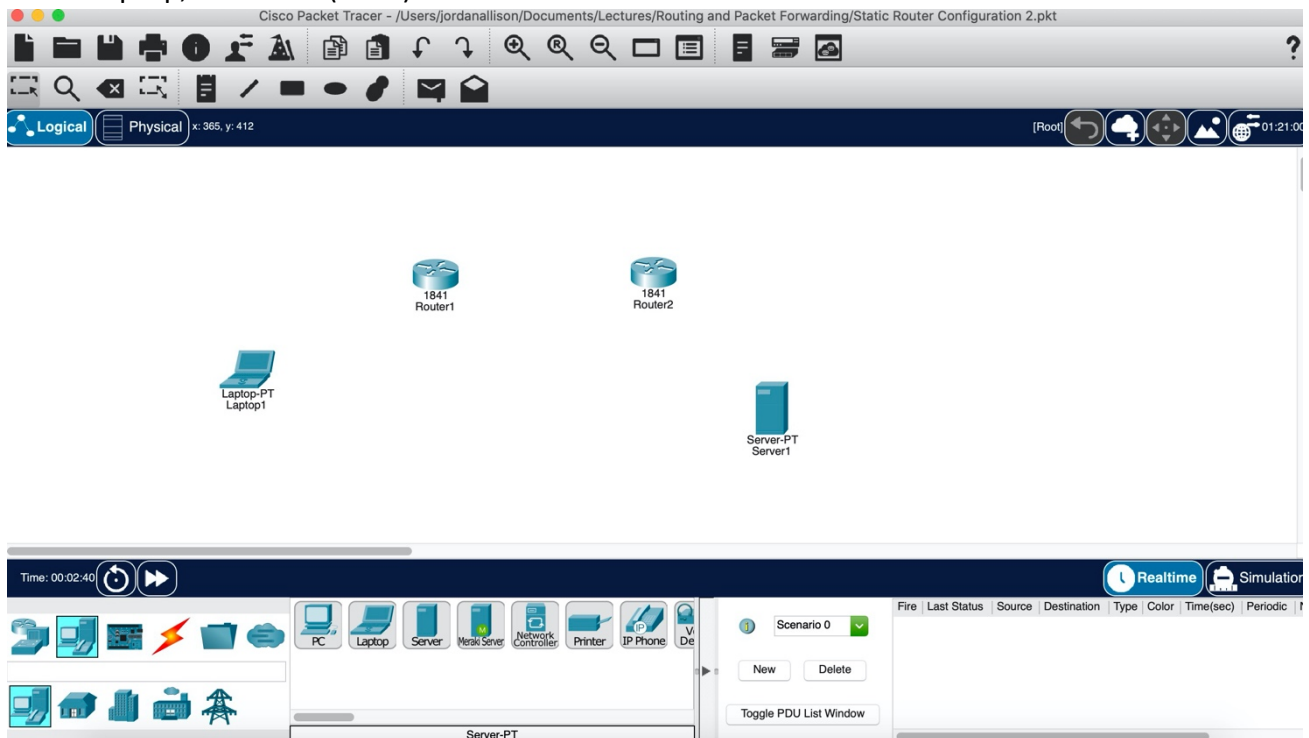 Cisco Packet Tracer - /Users/jordanallison/Documents/Lectures/Routing and Packet Forwarding/Static Router Configuration 2.pkt
?
Logical Physical x: 365, y: 412 [Root] 01:21:00
1841
Router1
1841
Router2
Laptop-PT
Laptop1
Server-PT
Server1
Time: 00:02:40 Realtime Simulation
Fire Last Status Source Destination Type Color Time(sec) Periodic N
Scenario 0
PC Laptop Server Meraki Server Network Controller Printer IP Phone
New Delete
Toggle PDU List Window
Server-PT